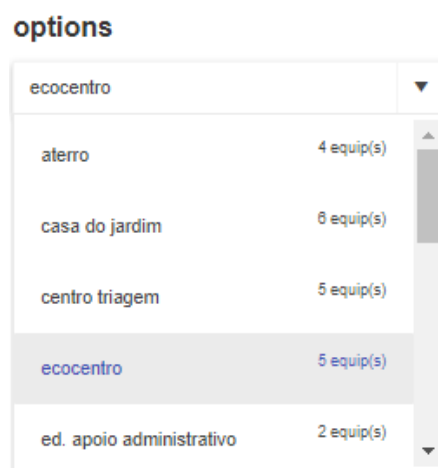 options
ecocentro
aterro 4 equip(s)
casa do jardim 6 equip(s)
centro triagem 5 equip(s)
ecocentro 5 equip(s)
ed. apoio administrativo 2 equip(s)